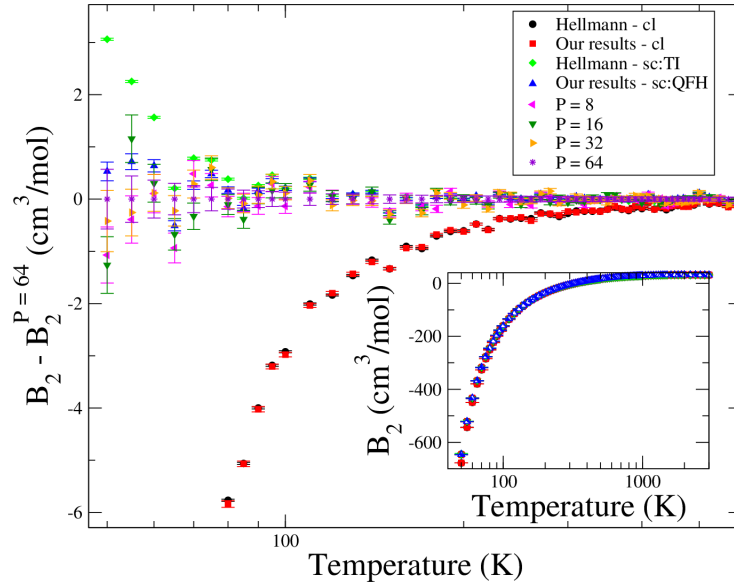 Hellmann - cl
Our results - cl
Hellmann - sc:TI
Our results - sc:QFH
P = 8
P = 16
P = 32
P = 64
2
0
-2
-4
-6
B₂ - B₂^{P = 64} (cm³/mol)
100
Temperature (K)
0
-200
-400
-600
B₂ (cm³/mol)
100
1000
Temperature (K)